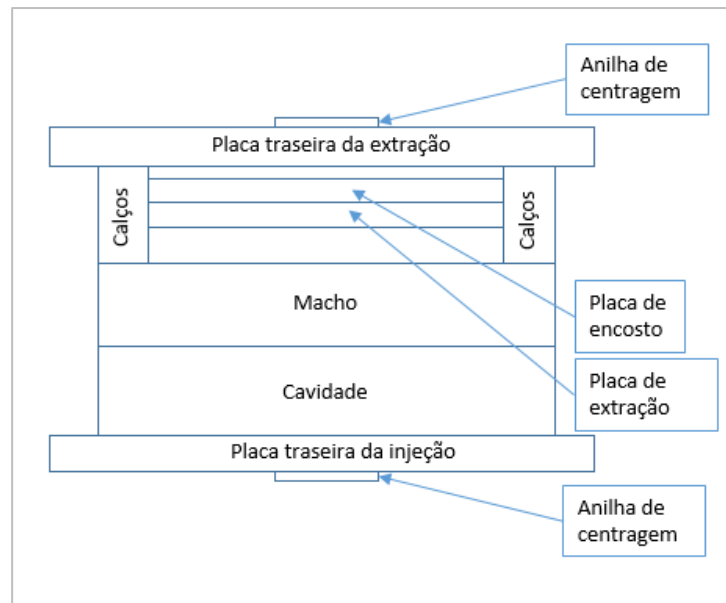 Anilha de
centragem
Placa traseira da extração
Calços
Calços
Macho
Placa de
encosto
Placa de
extração
Cavidade
Placa traseira da injeção
Anilha de
centragem